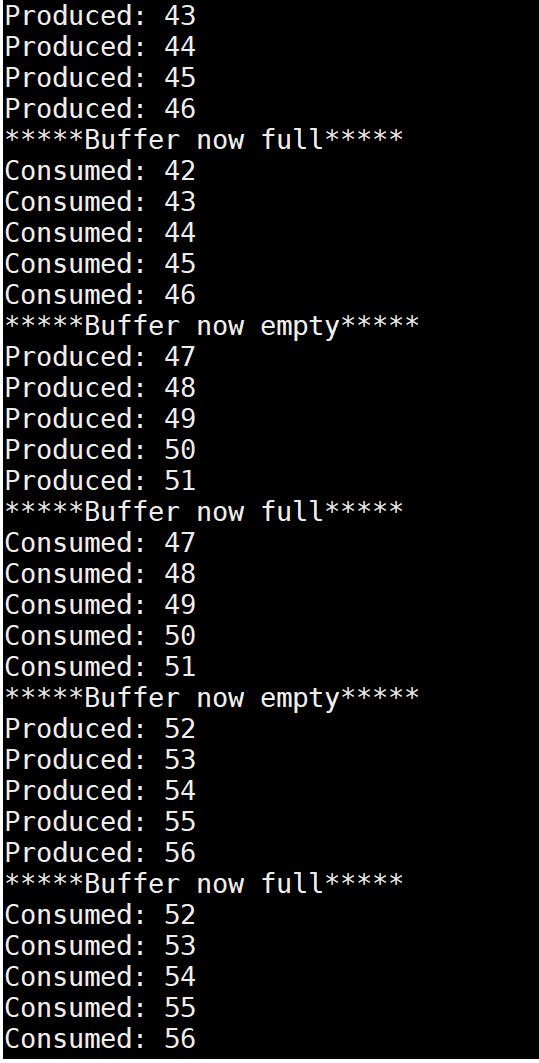 Produced: 43
Produced: 44
Produced: 45
Produced: 46
*****Buffer now full*****
Consumed: 42
Consumed: 43
Consumed: 44
Consumed: 45
Consumed: 46
*****Buffer now empty*****
Produced: 47
Produced: 48
Produced: 49
Produced: 50
Produced: 51
*****Buffer now full*****
Consumed: 47
Consumed: 48
Consumed: 49
Consumed: 50
Consumed: 51
*****Buffer now empty*****
Produced: 52
Produced: 53
Produced: 54
Produced: 55
Produced: 56
*****Buffer now full*****
Consumed: 52
Consumed: 53
Consumed: 54
Consumed: 55
Consumed: 56